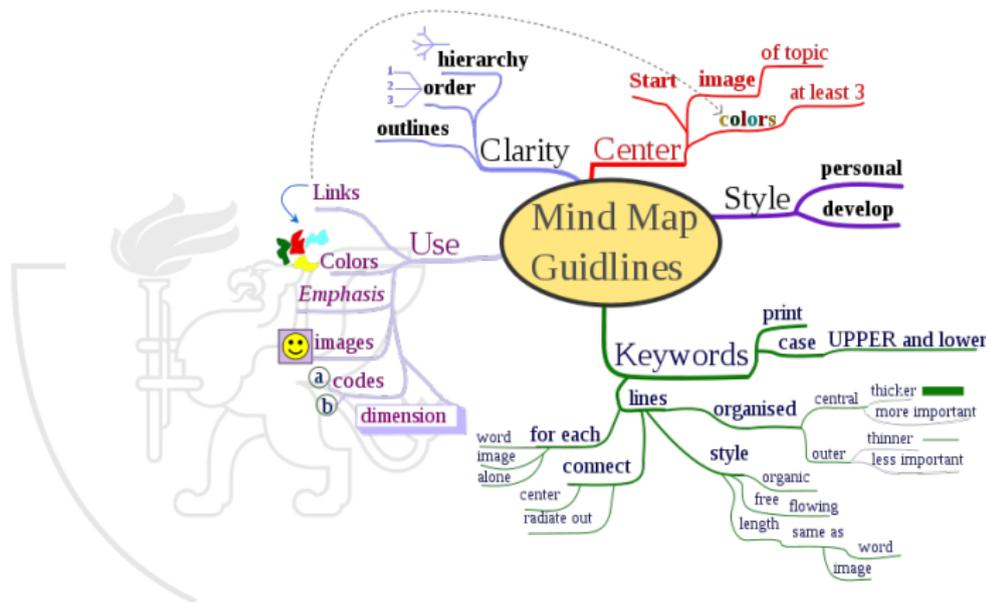 Mind Map
Guidlines
Center
Start
image
of topic
colors
at least 3
Style
personal
develop
Keywords
print
case
UPPER and lower
lines
organised
central
thicker
more important
outer
thinner
less important
style
organic
free
flowing
length
same as
word
image
connect
center
radiate out
for each
word
image
alone
Use
Links
Colors
Emphasis
images
a
b
codes
dimension
Clarity
hierarchy
1
2
3
order
outlines